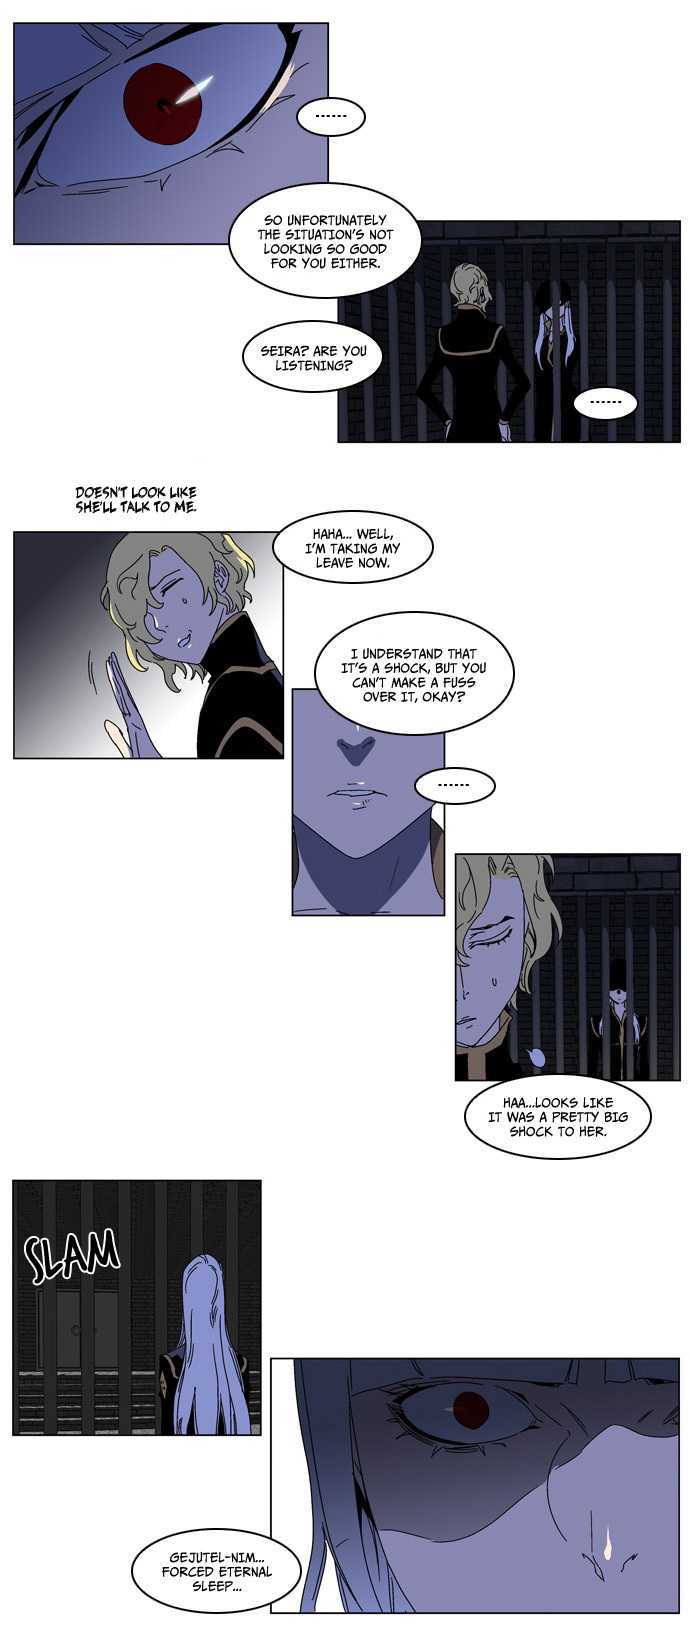 ------
SO UNFORTUNATELY
THE SITUATION'S NOT
LOOKING SO GOOD
FOR YOU EITHER.
SEIRA? ARE YOU
LISTENING?
------
DOESN'T LOOK LIKE
SHE'LL TALK TO ME.
HAHA... WELL,
I'M TAKING MY
LEAVE NOW.
I UNDERSTAND THAT
IT'S A SHOCK, BUT YOU
CAN'T MAKE A FUSS
OVER IT, OKAY?
------
HAA...LOOKS LIKE
IT WAS A PRETTY BIG
SHOCK TO HER.
SLAM
GEJUTEL-NIM...
FORCED ETERNAL
SLEEP...